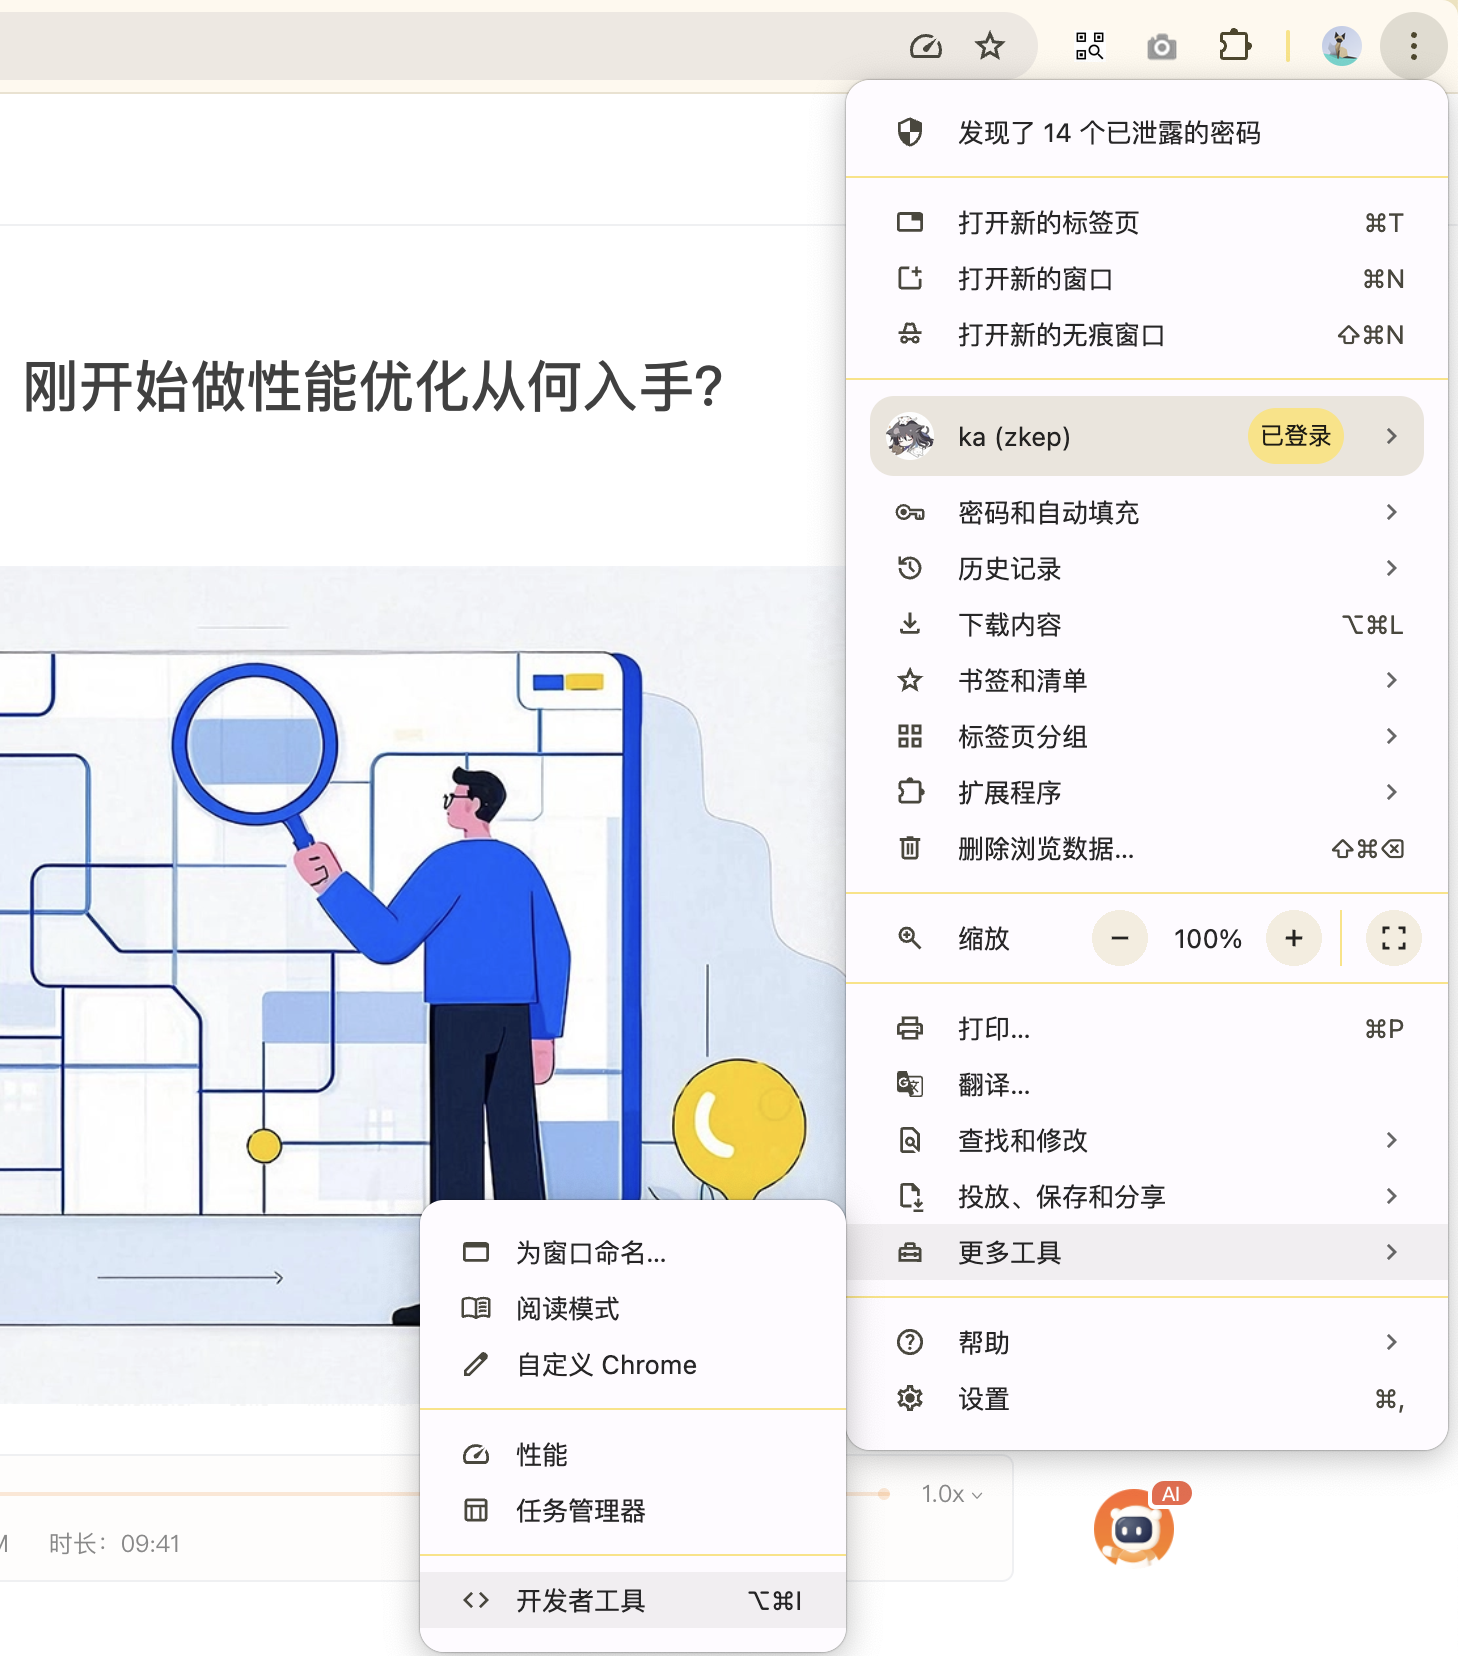 发现了 14 个已泄露的密码
打开新的标签页 ⌘T
打开新的窗口 ⌘N
打开新的无痕窗口 ⇧⌘N
刚开始做性能优化从何入手?
ka (zkep) 已登录
密码和自动填充
历史记录
下载内容 ⌥⌘L
书签和清单
标签页分组
扩展程序
删除浏览数据... ⇧⌘⌫
缩放 − 100% +
打印... ⌘P
翻译...
查找和修改
投放、保存和分享
更多工具
帮助
设置 ⌘,
为窗口命名...
阅读模式
自定义 Chrome
性能
任务管理器
开发者工具 ⌥⌘I
1.0x
M 时长：09:41
AI